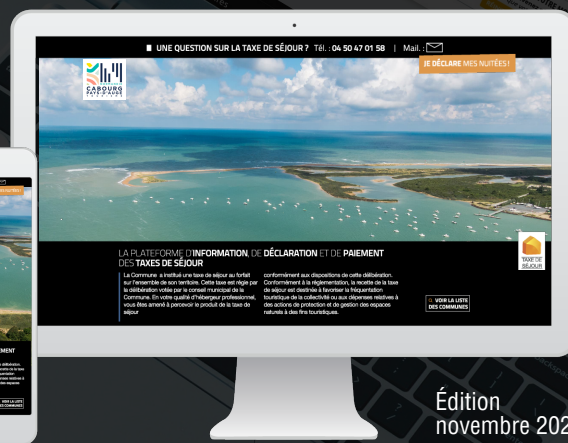 UNE QUESTION SUR LA TAXE DE SÉJOUR ? Tél. : 04 50 47 01 58 | Mail. :
JE DÉCLARE MES NUITÉES !
CABOURG
PAYS D'AUGE
LA PLATEFORME D'INFORMATION, DE DÉCLARATION ET DE PAIEMENT
DES TAXES DE SÉJOUR
La Commune a institué une taxe de séjour au forfait
sur l'ensemble de son territoire. Cette taxe est régie par
la délibération votée par le conseil municipal de la
Commune. En votre qualité d'hébergeur professionnel,
vous êtes amené à percevoir le produit de la taxe de
séjour
conformément aux dispositions de cette délibération.
Conformément à la réglementation, la recette de la taxe
de séjour est destinée à favoriser la fréquentation
touristique de la collectivité ou aux dépenses relatives à
des actions de protection et de gestion des espaces
naturels à des fins touristiques.
TAXE DE
SÉJOUR
VOIR LA LISTE
DES COMMUNES
Édition
novembre 202